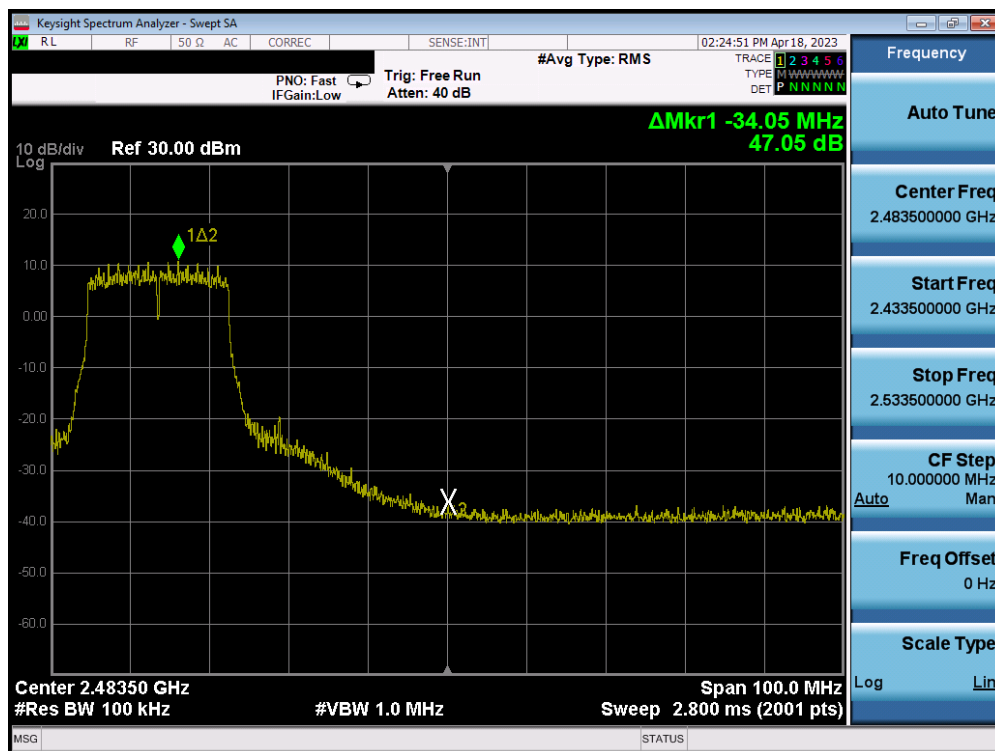 Keysight Spectrum Analyzer - Swept SA
LXI RL RF 50 Ω AC CORREC SENSE:INT 02:24:51 PM Apr 18, 2023
#Avg Type: RMS
TRACE 1 2 3 4 5 6
PNO: Fast Trig: Free Run
TYPE M WWWWW
IFGain:Low Atten: 40 dB
DET P N N N N N
ΔMkr1 -34.05 MHz
47.05 dB
10 dB/div Ref 30.00 dBm
Log
20.0
1Δ2
10.0
0.00
-10.0
-20.0
-30.0
-40.0
-50.0
-60.0
Center 2.48350 GHz Span 100.0 MHz
#Res BW 100 kHz #VBW 1.0 MHz Sweep 2.800 ms (2001 pts)
MSG STATUS
Frequency
Auto Tune
Center Freq
2.483500000 GHz
Start Freq
2.433500000 GHz
Stop Freq
2.533500000 GHz
CF Step
10.000000 MHz
Auto Man
Freq Offset
0 Hz
Scale Type
Log Lin